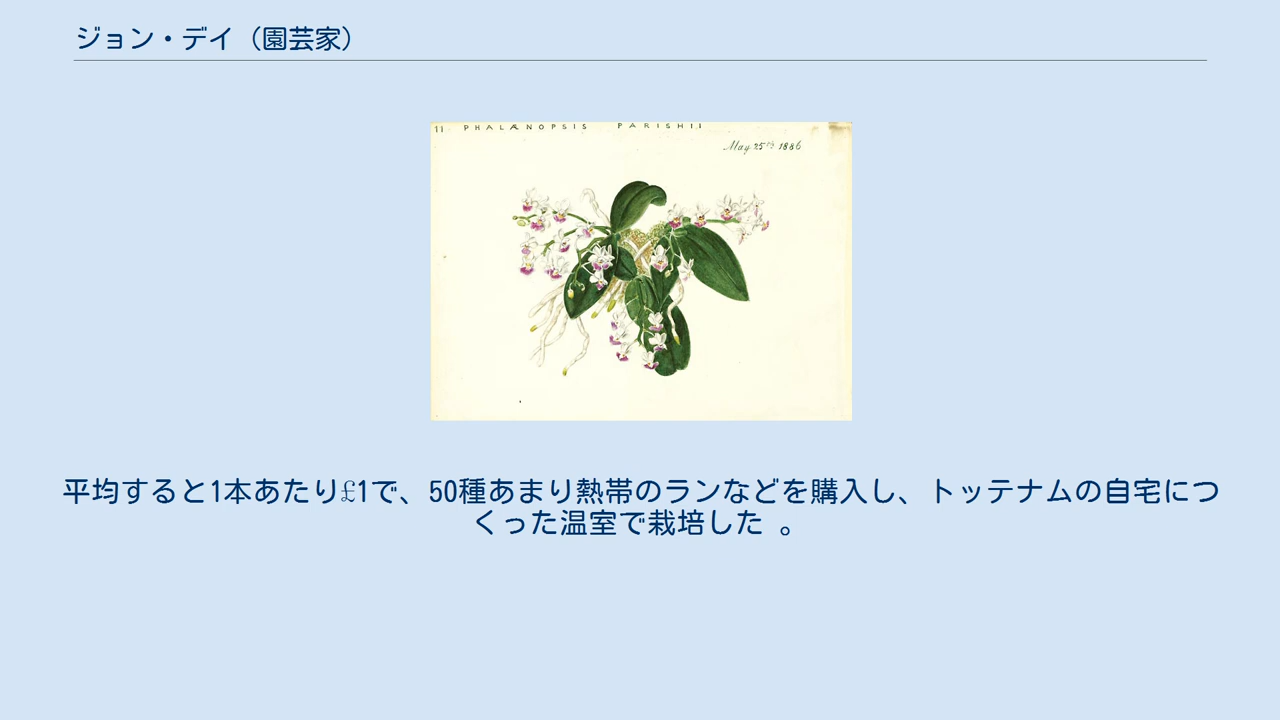 ジョン・デイ（園芸家）
11 PHALÆNOPSIS PARISHII
May 25th 1886
平均すると1本あたり£1で、50種あまり熱帯のランなどを購入し、トッテナムの自宅につ
くった温室で栽培した 。